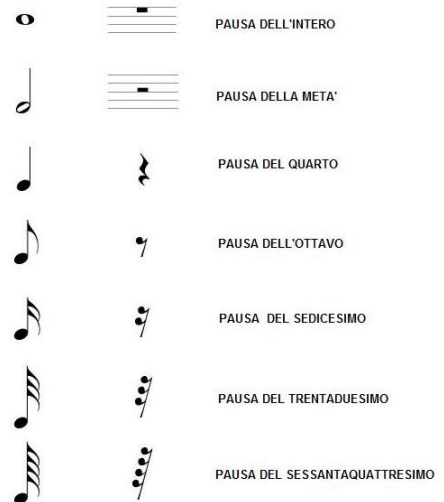 PAUSA DELL'INTERO
PAUSA DELLA META'
PAUSA DEL QUARTO
PAUSA DELL'OTTAVO
PAUSA DEL SEDICESIMO
PAUSA DEL TRENTADUESIMO
PAUSA DEL SESSANTAQUATTRESIMO